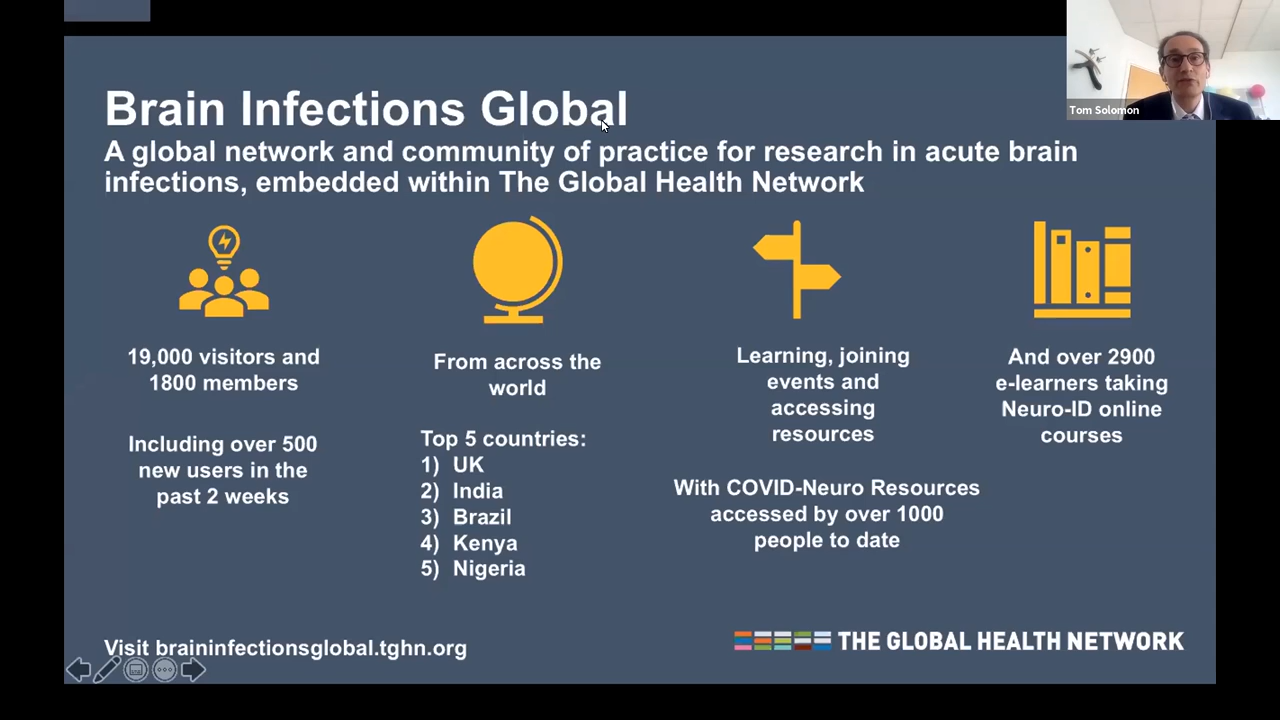 Brain Infections Global
A global network and community of practice for research in acute brain
infections, embedded within The Global Health Network
19,000 visitors and
1800 members
Including over 500
new users in the
past 2 weeks
From across the
world
Top 5 countries:
1) UK
2) India
3) Brazil
4) Kenya
5) Nigeria
Learning, joining
events and
accessing
resources
With COVID-Neuro Resources
accessed by over 1000
people to date
And over 2900
e-learners taking
Neuro-ID online
courses
Visit braininfectionsglobal.tghn.org
THE GLOBAL HEALTH NETWORK
Tom Solomon